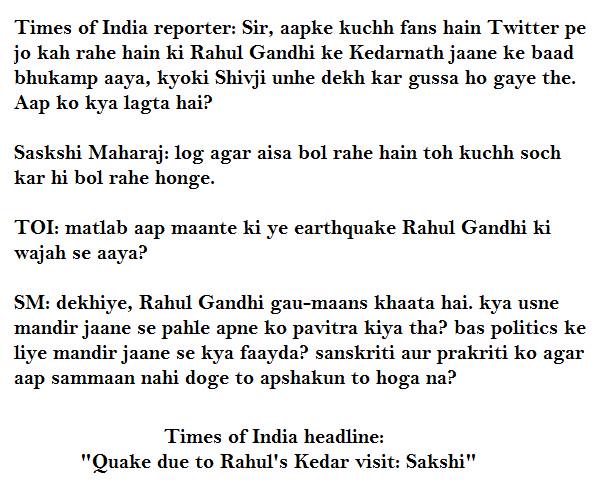 Times of India reporter: Sir, aapke kuchh fans hain Twitter pe
jo kah rahe hain ki Rahul Gandhi ke Kedarnath jaane ke baad
bhukamp aaya, kyoki Shivji unhe dekh kar gussa ho gaye the.
Aap ko kya lagta hai?
Saskshi Maharaj: log agar aisa bol rahe hain toh kuchh soch
kar hi bol rahe honge.
TOI: matlab aap maante ki ye earthquake Rahul Gandhi ki
wajah se aaya?
SM: dekhiye, Rahul Gandhi gau-maans khaata hai. kya usne
mandir jaane se pahle apne ko pavitra kiya tha? bas politics ke
liye mandir jaane se kya faayda? sanskriti aur prakriti ko agar
aap sammaan nahi doge to apshakun to hoga na?
Times of India headline:
"Quake due to Rahul's Kedar visit: Sakshi"